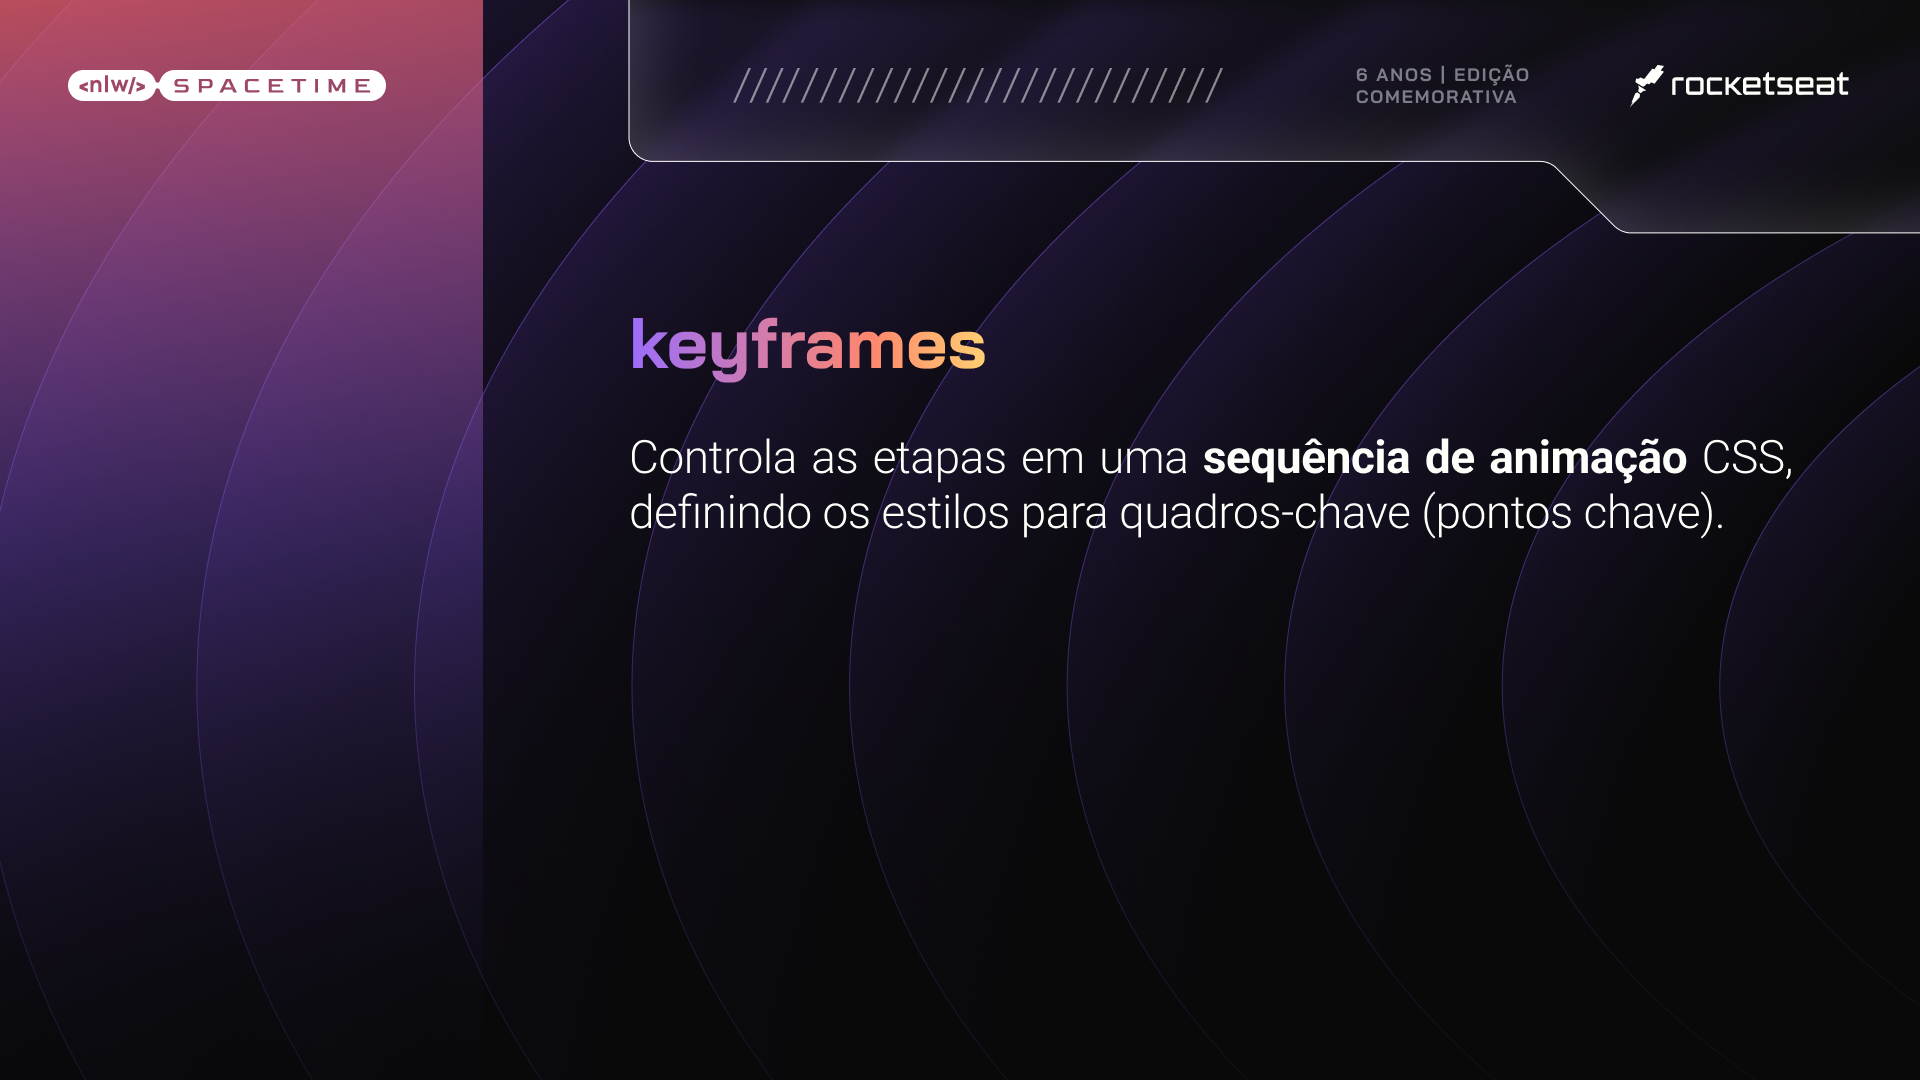 <nlw/> SPACETIME
6 ANOS | EDIÇÃO
COMEMORATIVA
rocketseat
keyframes
Controla as etapas em uma sequência de animação CSS,
definindo os estilos para quadros-chave (pontos chave).